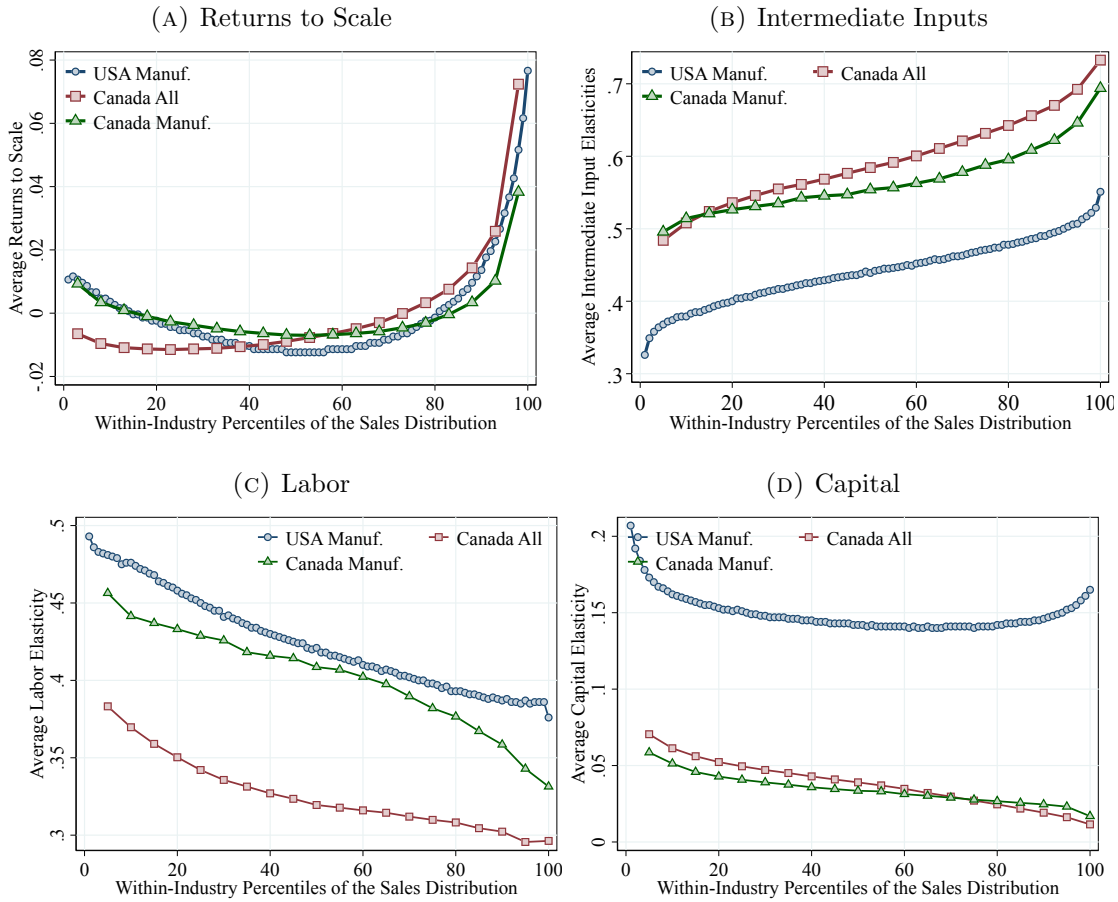 (A) Returns to Scale
Average Returns to Scale
.08
.06
.04
.02
0
-.02
USA Manuf.
Canada All
Canada Manuf.
0 20 40 60 80 100
Within-Industry Percentiles of the Sales Distribution
(B) Intermediate Inputs
Average Intermediate Input Elasticities
.7
.6
.5
.4
.3
USA Manuf. Canada All
Canada Manuf.
0 20 40 60 80 100
Within-Industry Percentiles of the Sales Distribution
(C) Labor
Average Labor Elasticity
.5
.45
.4
.35
.3
USA Manuf. Canada All
Canada Manuf.
0 20 40 60 80 100
Within-Industry Percentiles of the Sales Distribution
(D) Capital
Average Capital Elasticity
.2
.15
.1
.05
0
USA Manuf. Canada All
Canada Manuf.
0 20 40 60 80 100
Within-Industry Percentiles of the Sales Distribution